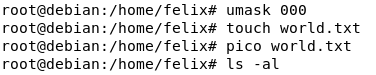 root@debian:/home/felix# umask 000
root@debian:/home/felix# touch world.txt
root@debian:/home/felix# pico world.txt
root@debian:/home/felix# ls -al